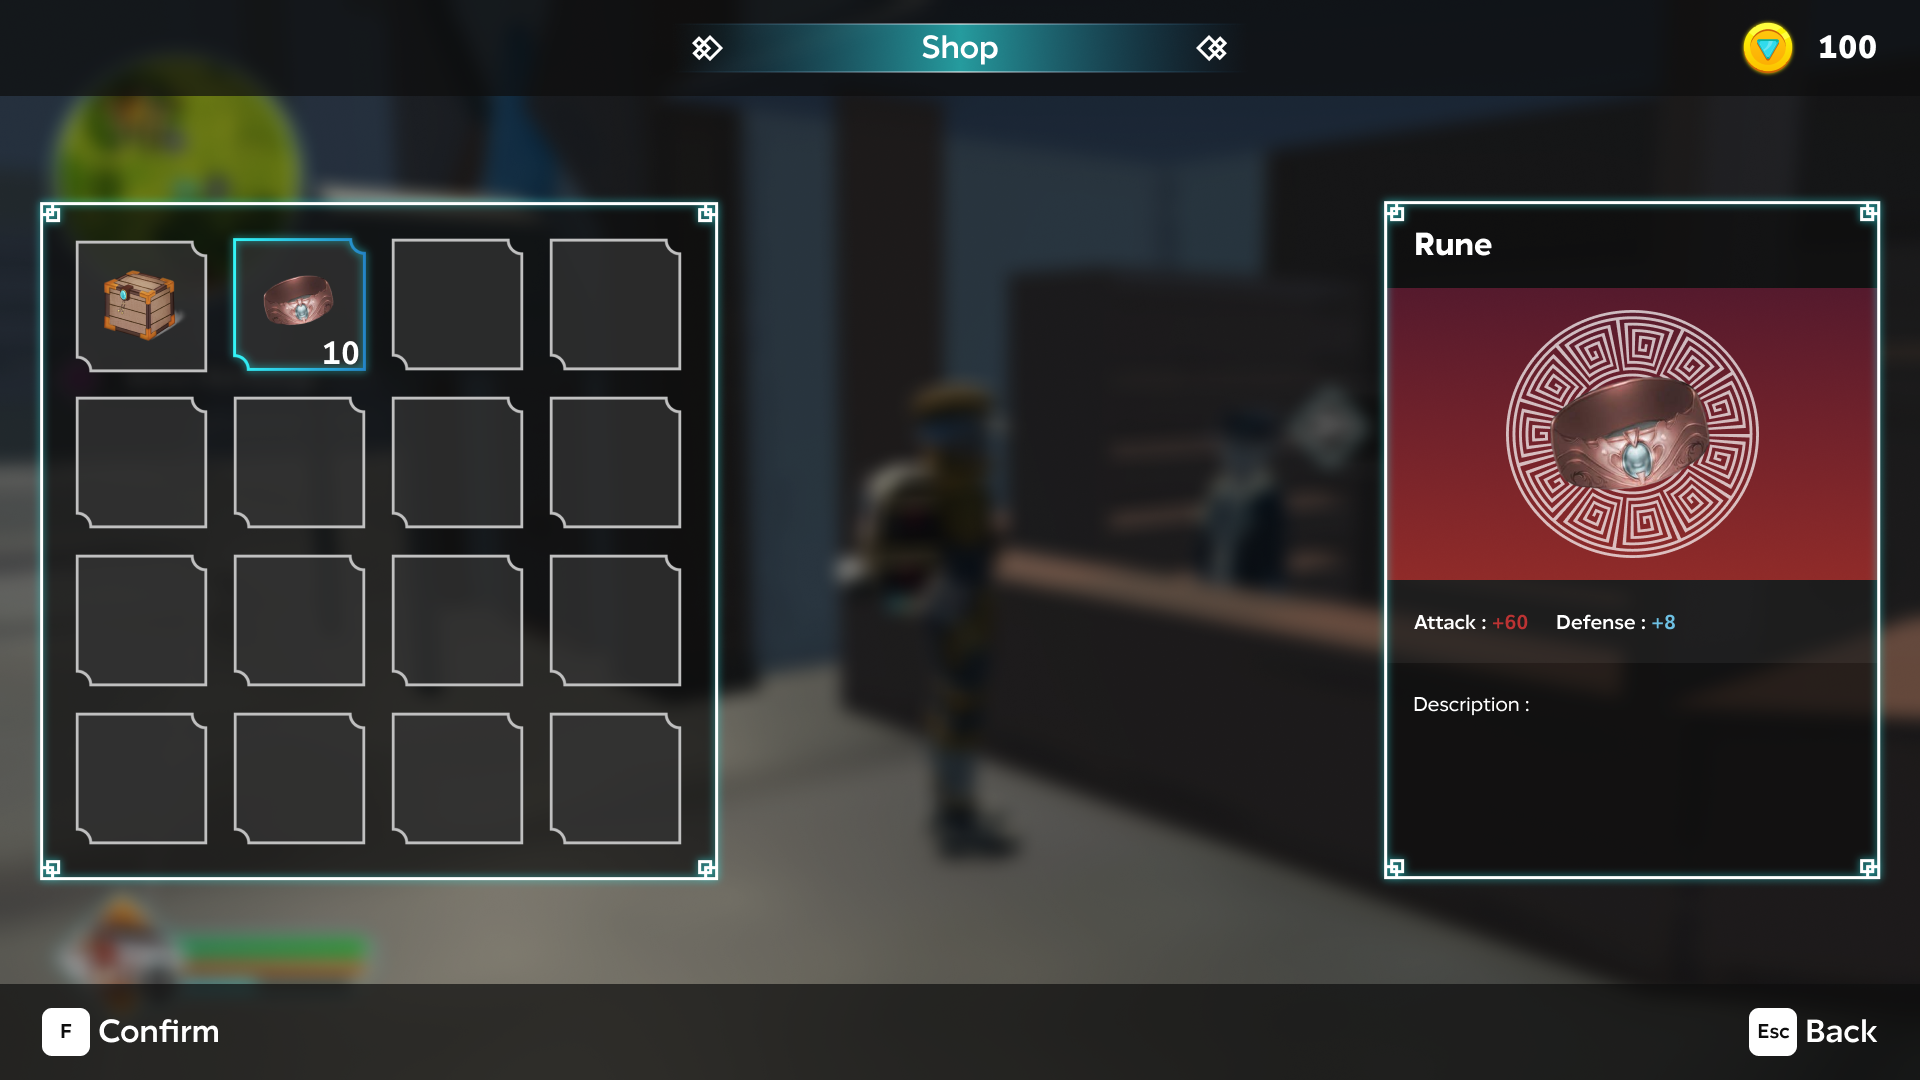 Shop
100
10
Rune
Attack : +60 Defense : +8
Description :
F Confirm
Esc Back